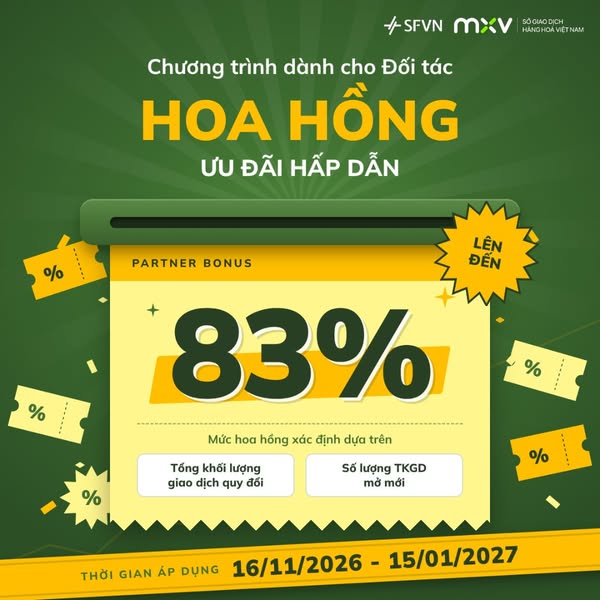 SFVN
mxv
SỞ GIAO DỊCH
HÀNG HOÁ VIỆT NAM
Chương trình dành cho Đối tác
HOA HỒNG
ƯU ĐÃI HẤP DẪN
LÊN
ĐẾN
PARTNER BONUS
%
83%
%
%
%
%
Mức hoa hồng xác định dựa trên
Tổng khối lượng
giao dịch quy đổi
Số lượng TKGD
mở mới
THỜI GIAN ÁP DỤNG 16/11/2026 - 15/01/2027